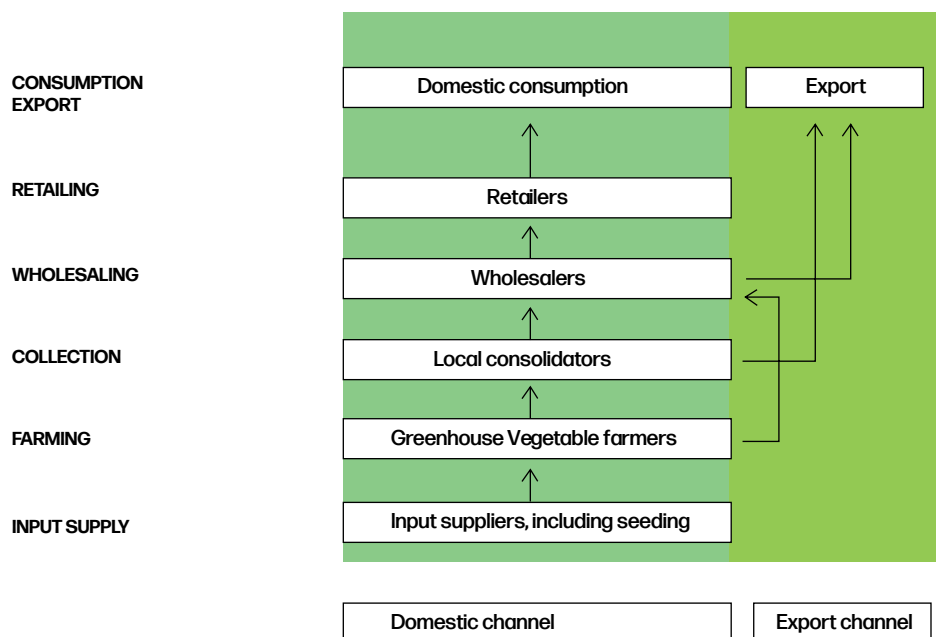 CONSUMPTION
EXPORT
Domestic consumption
Export
RETAILING
Retailers
WHOLESALING
Wholesalers
COLLECTION
Local consolidators
FARMING
Greenhouse Vegetable farmers
INPUT SUPPLY
Input suppliers, including seeding
Domestic channel
Export channel